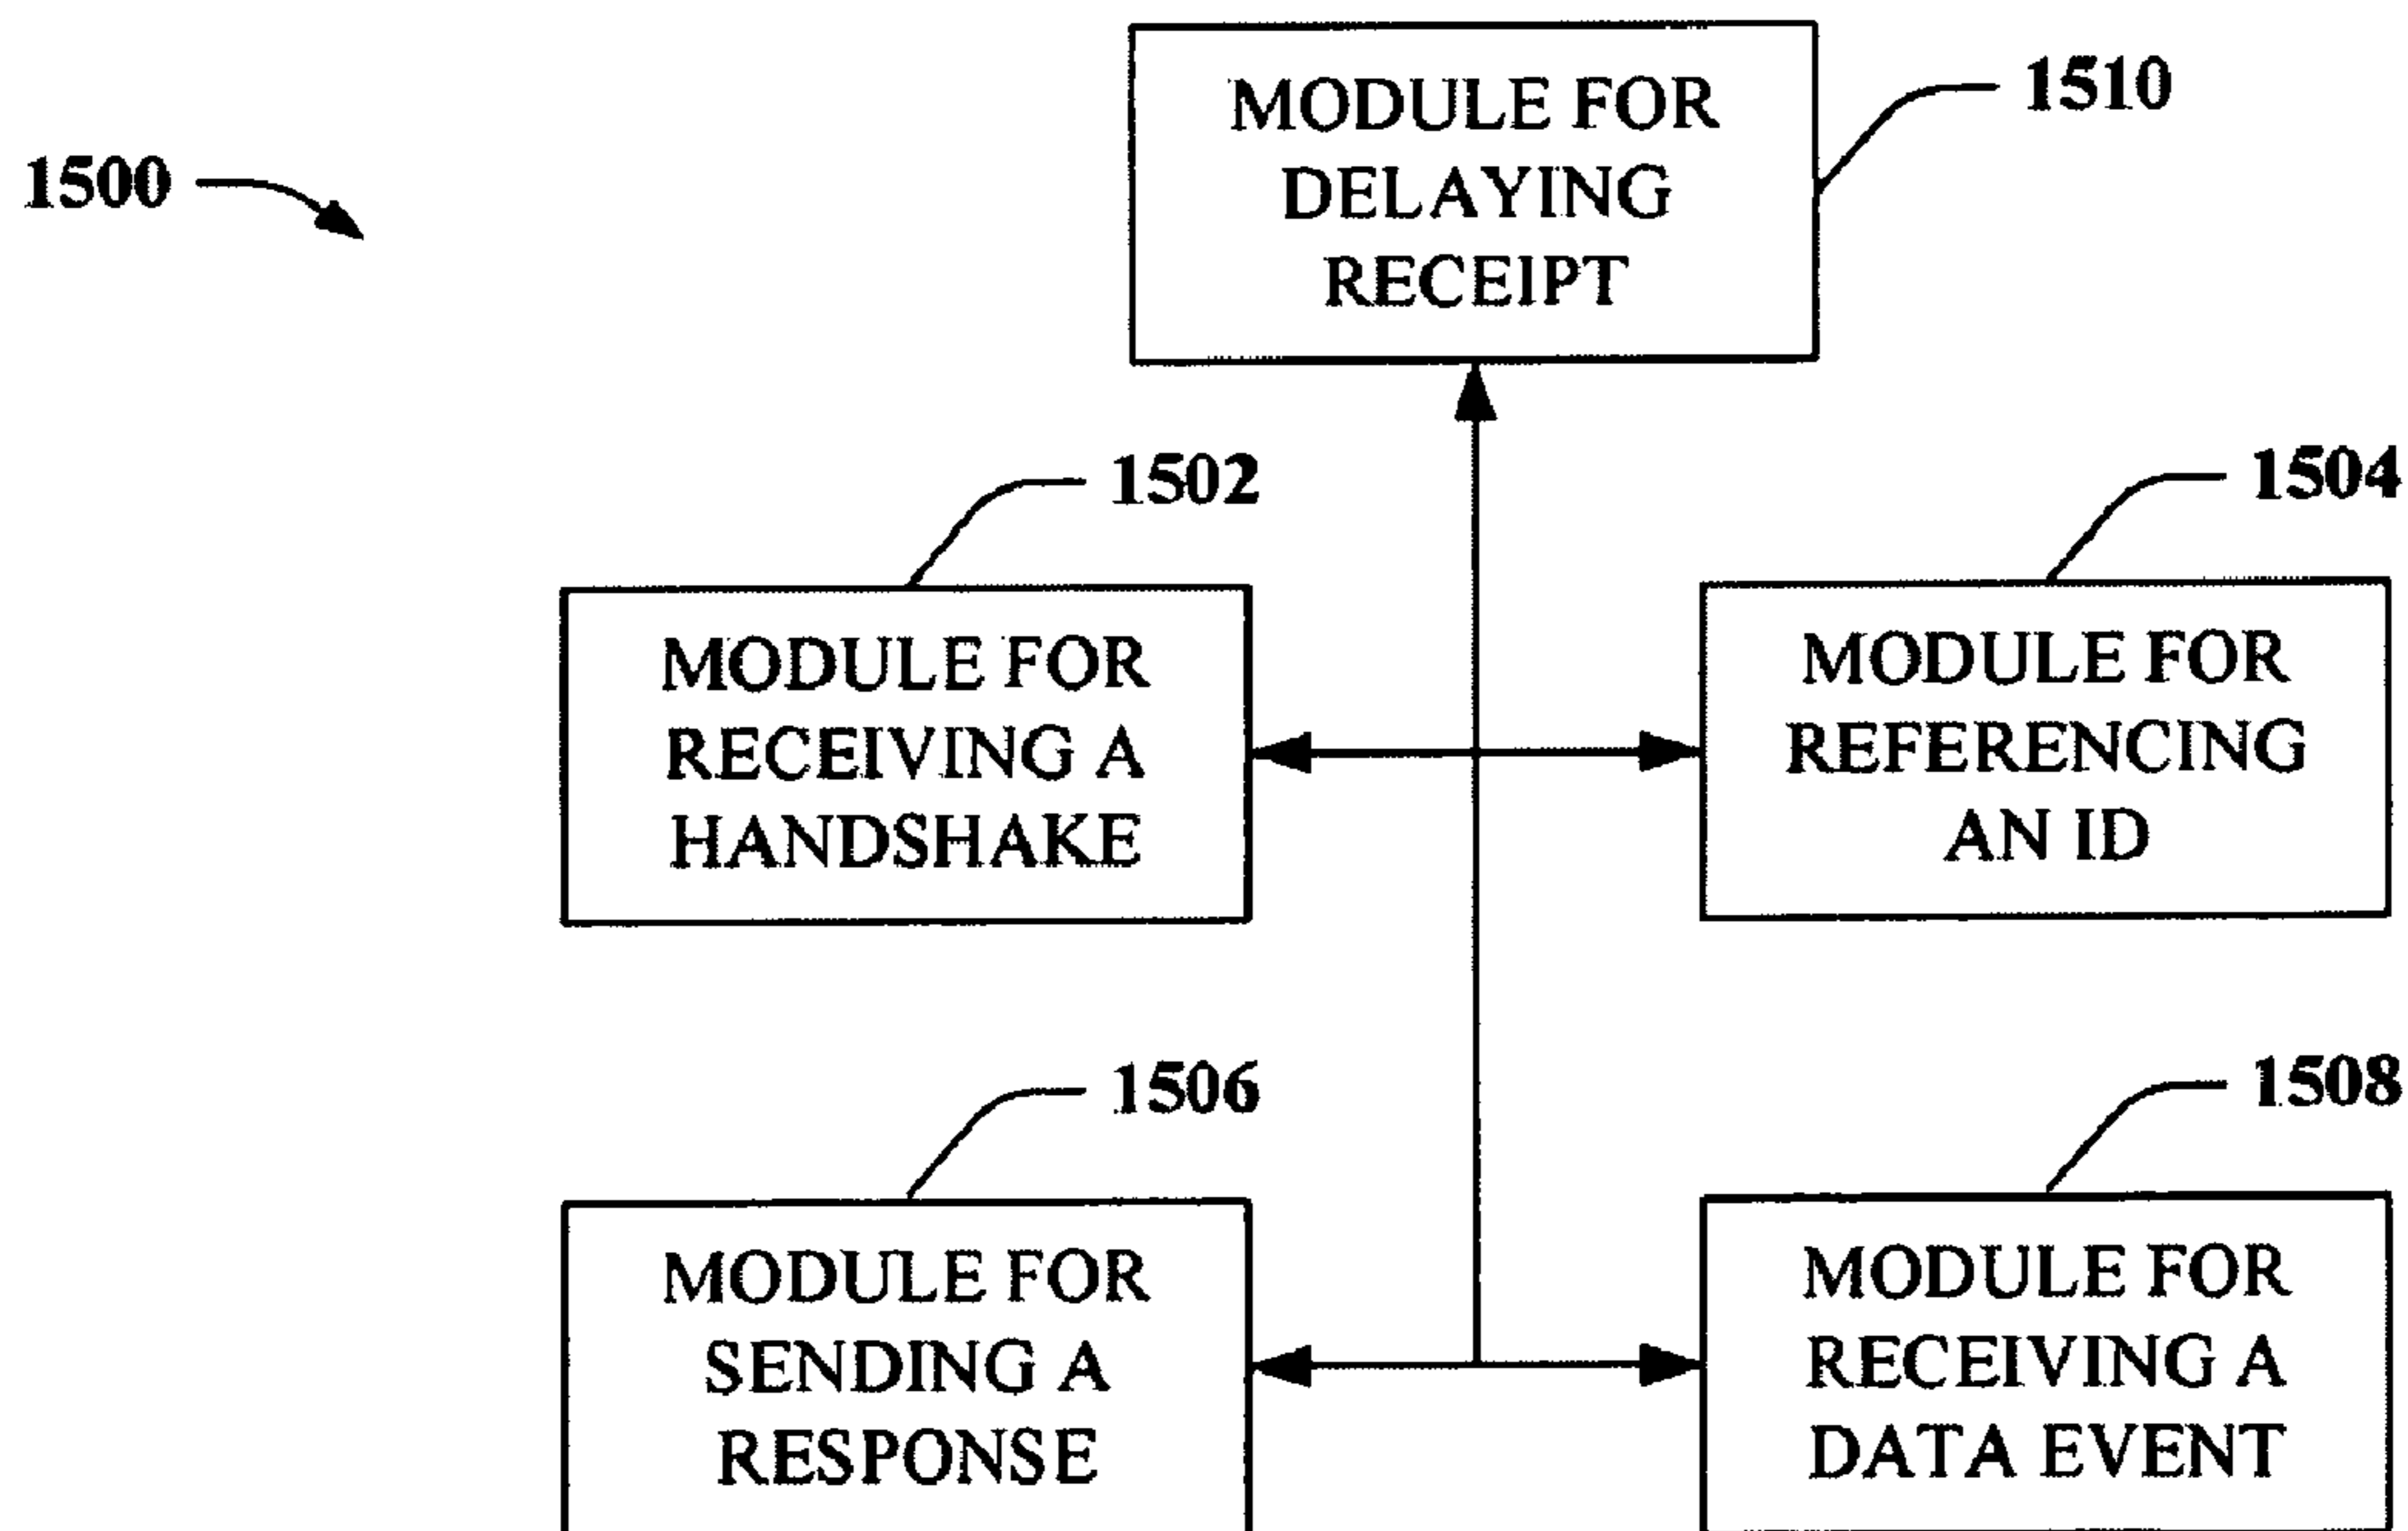 MODULE FOR
DELAYING
RECEIPT
1510
1500
1502
1504
MODULE FOR
RECEIVING A
HANDSHAKE
MODULE FOR
REFERENCING
AN ID
1506
1508
MODULE FOR
SENDING A
RESPONSE
MODULE FOR
RECEIVING A
DATA EVENT